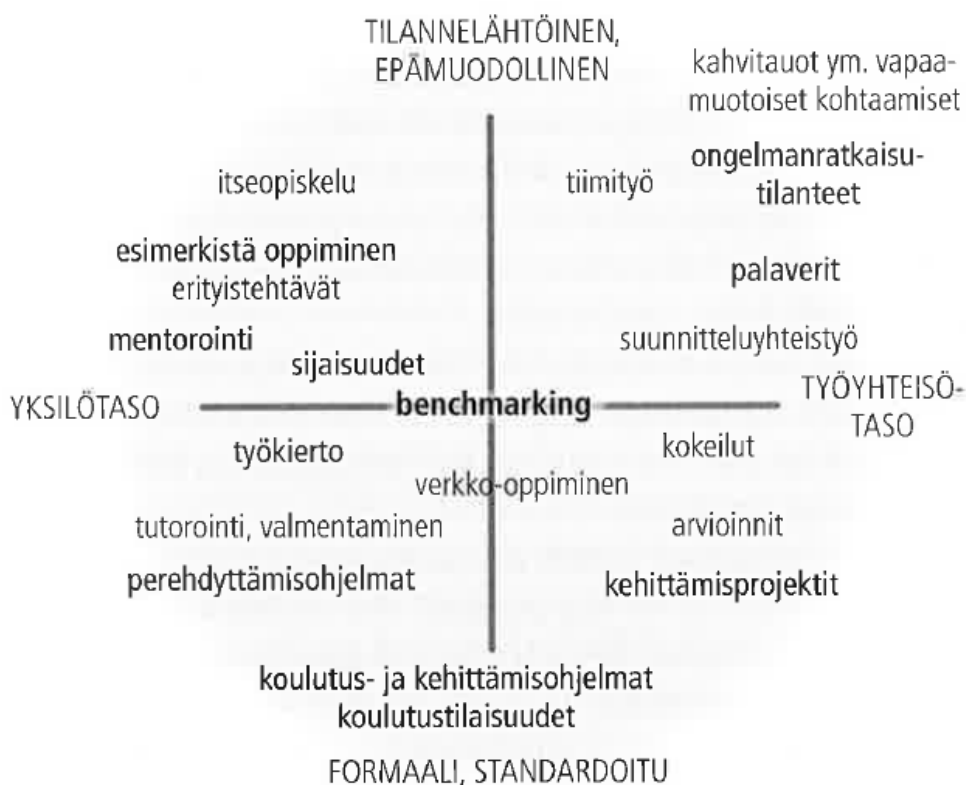 TILANNELÄHTÖINEN,
EPÄMUODOLLINEN
kahvitauot ym. vapaa-
muotoiset kohtaamiset
ongelmanratkaisu-
tilanteet
itseopiskelu
tiimityö
esimerkistä oppiminen
erityistehtävät
palaverit
mentorointi
sijaisuudet
suunnitteluyhteistyö
YKSILÖTASO
benchmarking
TYÖYHTEISÖ-
TASO
työkierto
kokeilut
verkko-oppiminen
tutorointi, valmentaminen
arvioinnit
perehdyttämisohjelmat
kehittämisprojektit
koulutus- ja kehittämisohjelmat
koulutustilaisuudet
FORMAALI, STANDARDOITU